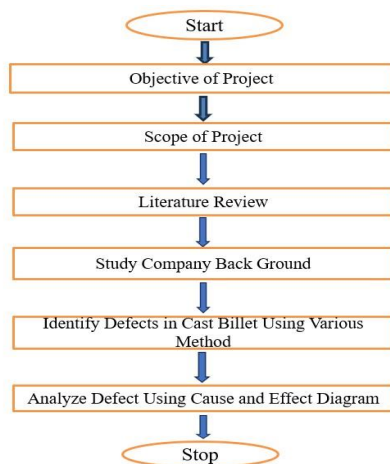 Start
Objective of Project
Scope of Project
Literature Review
Study Company Back Ground
Identify Defects in Cast Billet Using Various
Method
Analyze Defect Using Cause and Effect Diagram
Stop